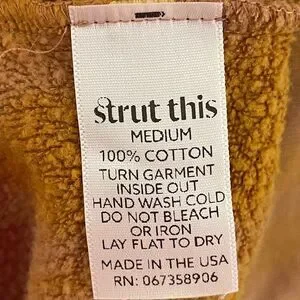 strut this
MEDIUM
100% COTTON
TURN GARMENT
INSIDE OUT
HAND WASH COLD
DO NOT BLEACH
OR IRON
LAY FLAT TO DRY
MADE IN THE USA
RN: 067358906